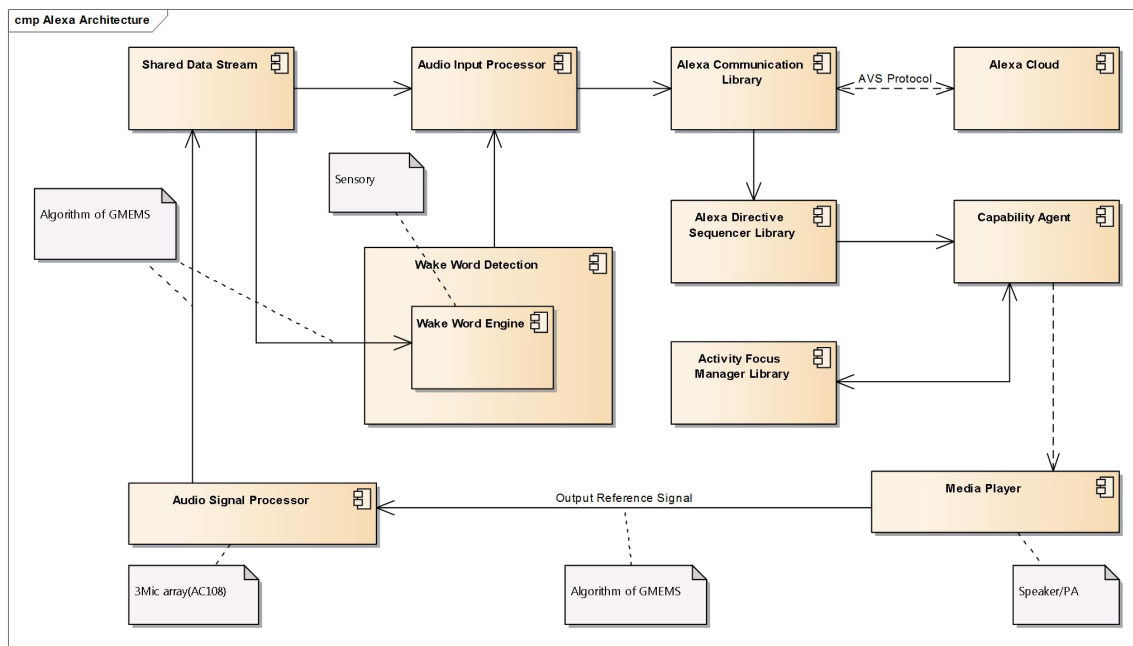 cmp Alexa Architecture
Shared Data Stream
Audio Input Processor
Alexa Communication
Library
AVS Protocol
Alexa Cloud
Sensory
Algorithm of GMEMS
Alexa Directive
Sequencer Library
Capability Agent
Wake Word Detection
Wake Word Engine
Activity Focus
Manager Library
Audio Signal Processor
Output Reference Signal
Media Player
3Mic array(AC108)
Algorithm of GMEMS
Speaker/PA